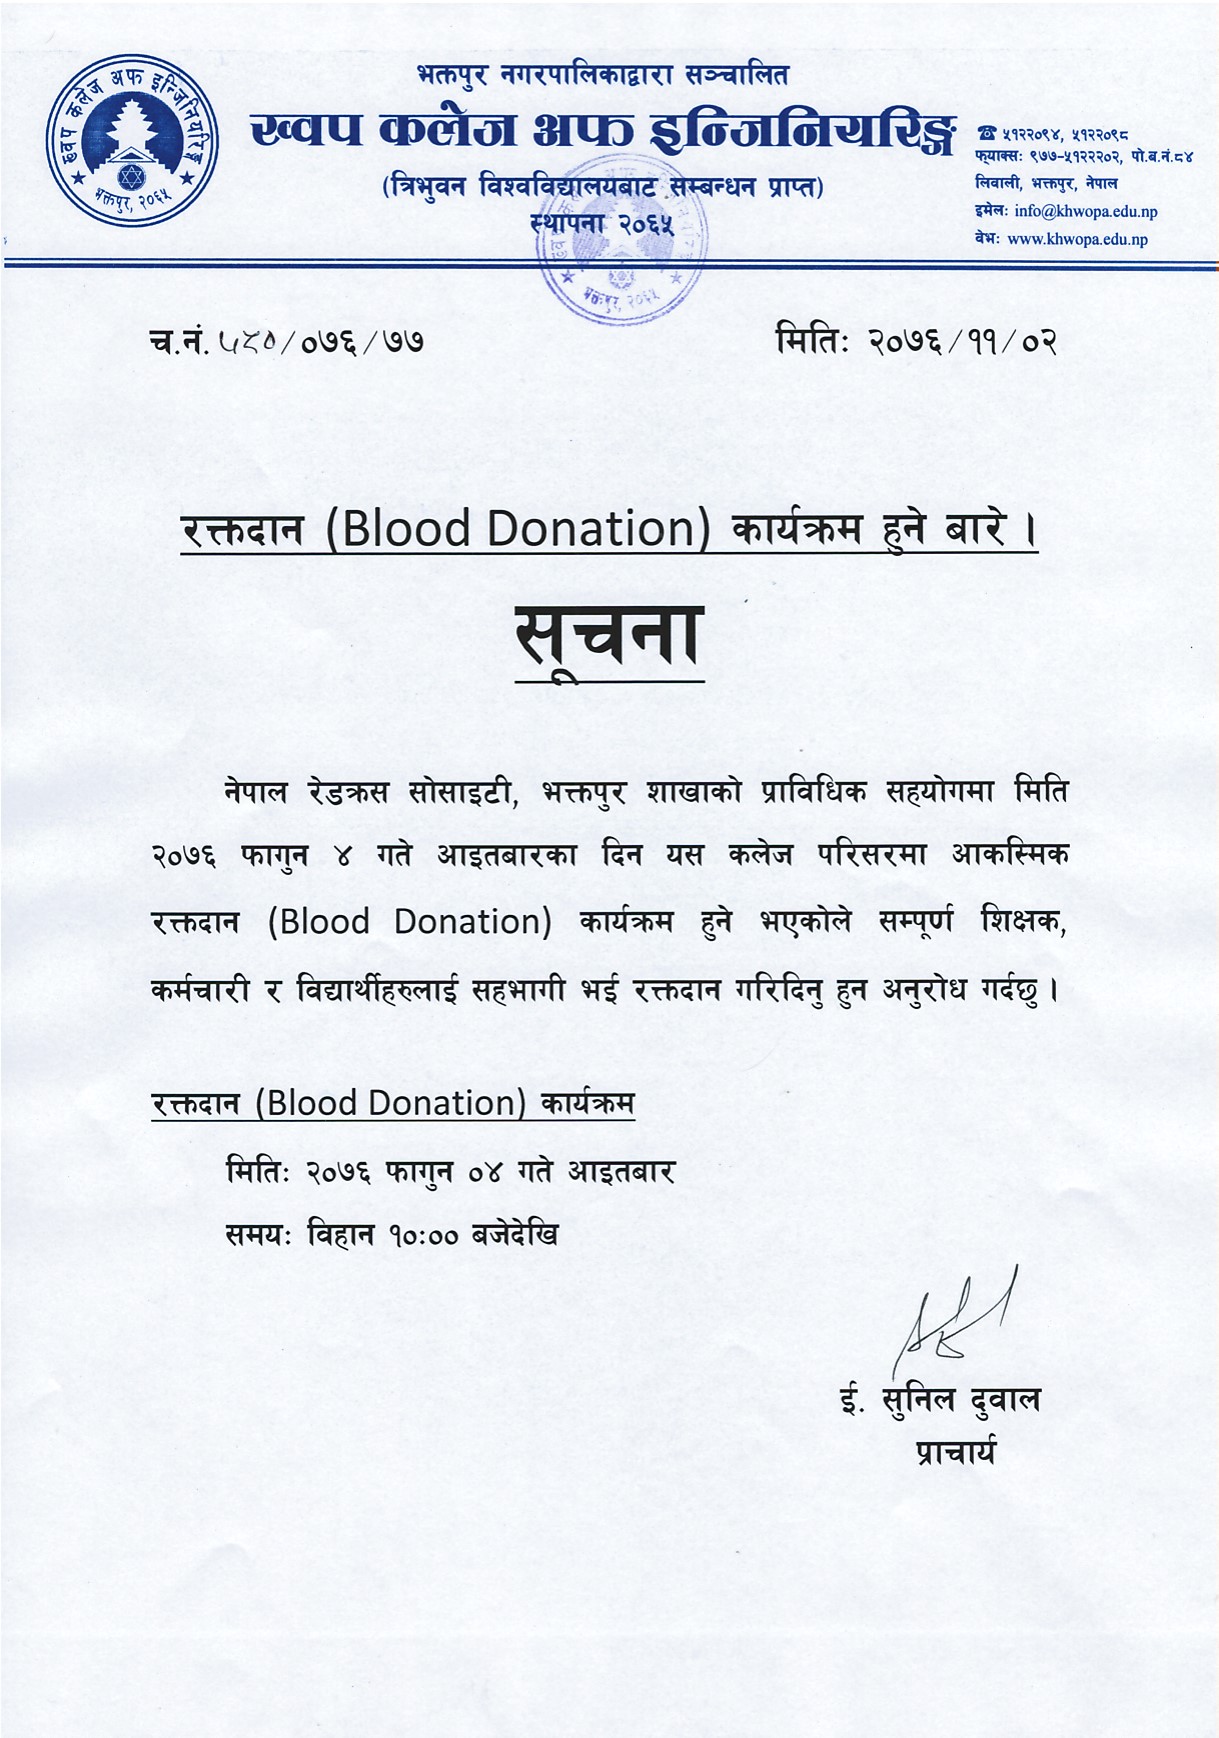 ख्वप कलेज अफ इन्जिनियरिङ्ग
भक्तपुर, २०६५
भक्तपुर नगरपालिकाद्वारा सञ्चालित
ख्वप कलेज अफ इन्जिनियरिङ्ग
(त्रिभुवन विश्वविद्यालयबाट सम्बन्धन प्राप्त)
स्थापना २०६५
☎ ५१२२०९४, ५१२२०९८
फ्याक्सः ९७७-५१२२२०२, पो.ब.नं.८४
लिवाली, भक्तपुर, नेपाल
इमेलः info@khwopa.edu.np
वेभः www.khwopa.edu.np
भक्तपुर, २०६५
च.नं. ५८०/०७६/७७
मितिः २०७६/११/०२
रक्तदान (Blood Donation) कार्यक्रम हुने बारे ।
सूचना
नेपाल रेडक्रस सोसाइटी, भक्तपुर शाखाको प्राविधिक सहयोगमा मिति
२०७६ फागुन ४ गते आइतबारका दिन यस कलेज परिसरमा आकस्मिक
रक्तदान (Blood Donation) कार्यक्रम हुने भएकोले सम्पूर्ण शिक्षक,
कर्मचारी र विद्यार्थीहरुलाई सहभागी भई रक्तदान गरिदिनु हुन अनुरोध गर्दछु ।
रक्तदान (Blood Donation) कार्यक्रम
मितिः २०७६ फागुन ०४ गते आइतबार
समयः विहान १०:०० बजेदेखि
ई. सुनिल दुवाल
प्राचार्य